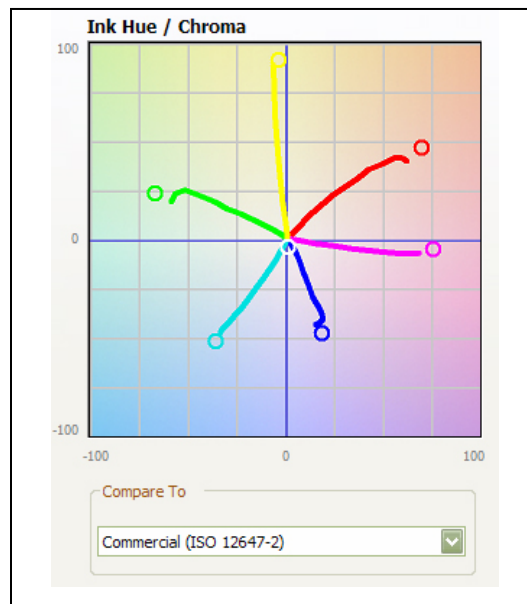 Ink Hue / Chroma
100
0
-100
-100 0 100
Compare To
Commercial (ISO 12647-2)